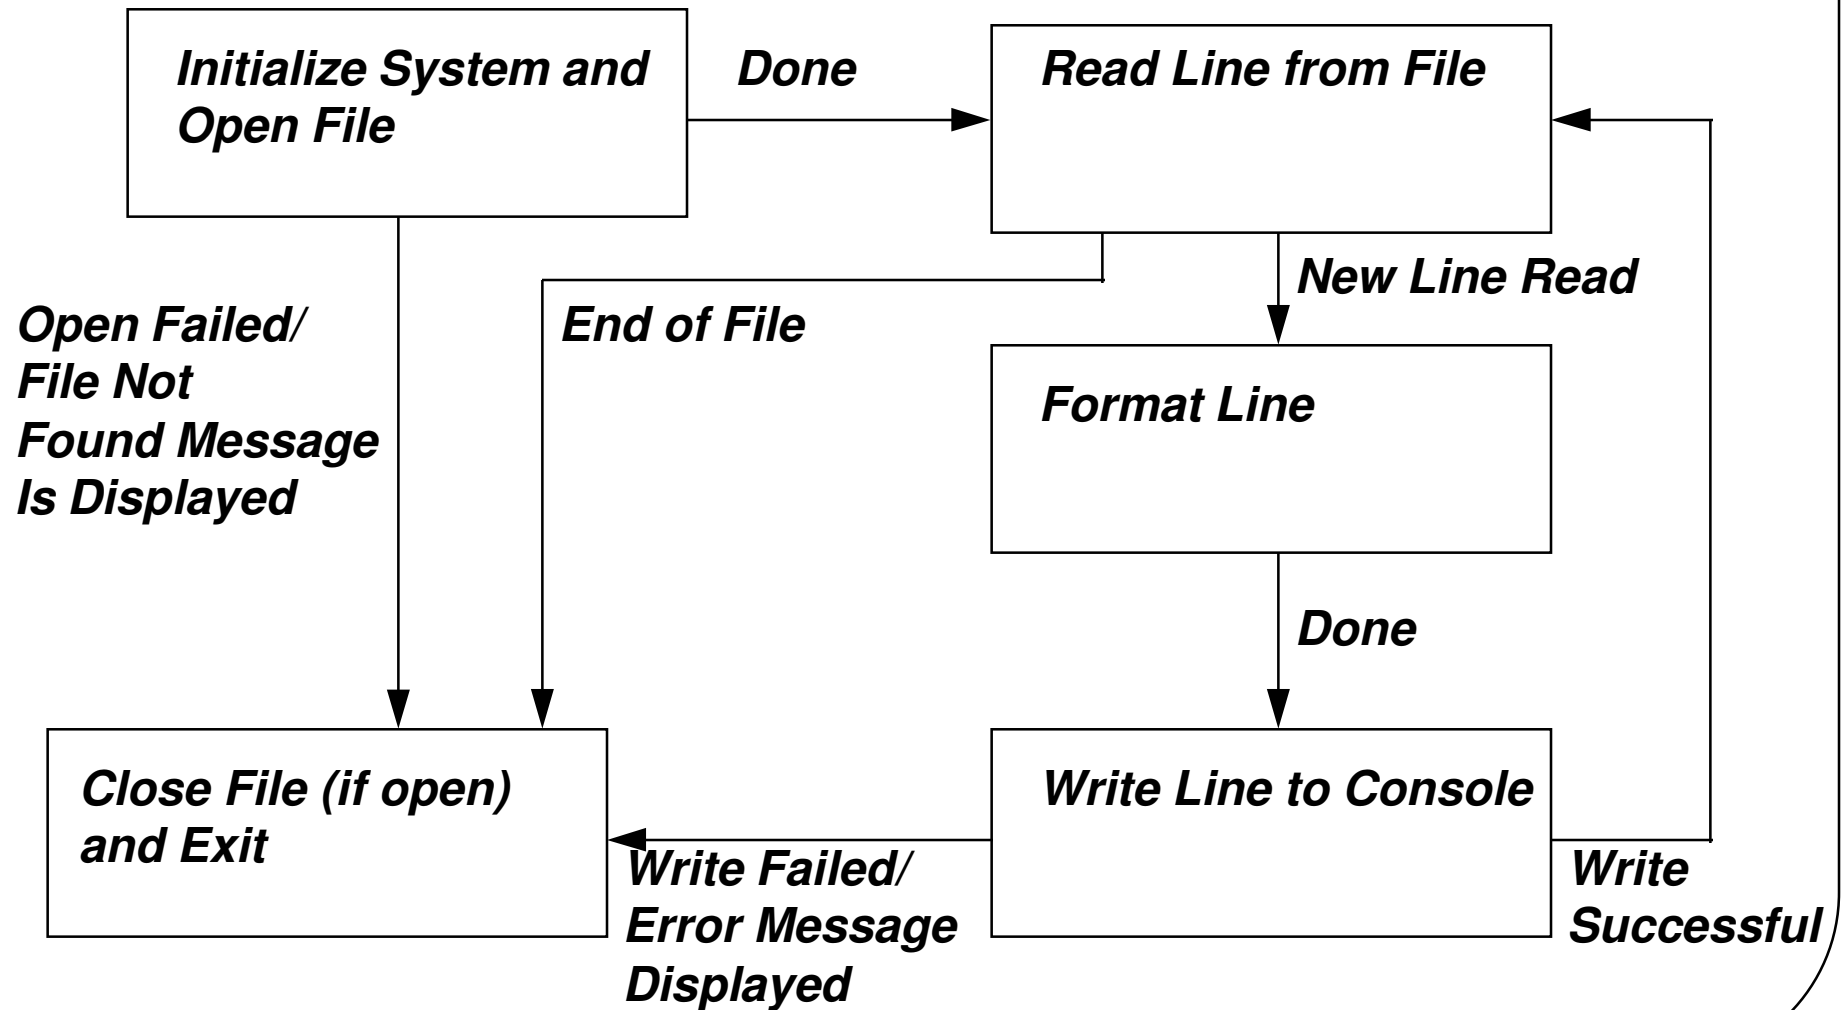 Initialize System and
Open File
Done
Read Line from File
New Line Read
Open Failed/
File Not
Found Message
Is Displayed
End of File
Format Line
Done
Close File (if open)
and Exit
Write Line to Console
Write Failed/
Error Message
Displayed
Write
Successful